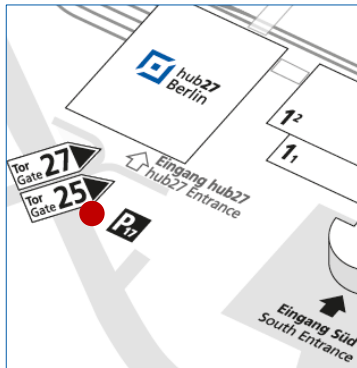 hub27
Berlin
1²
1₁
Tor
Gate 27
Eingang hub27
hub27 Entrance
Tor
Gate 25
P17
Eingang Süd
South Entrance